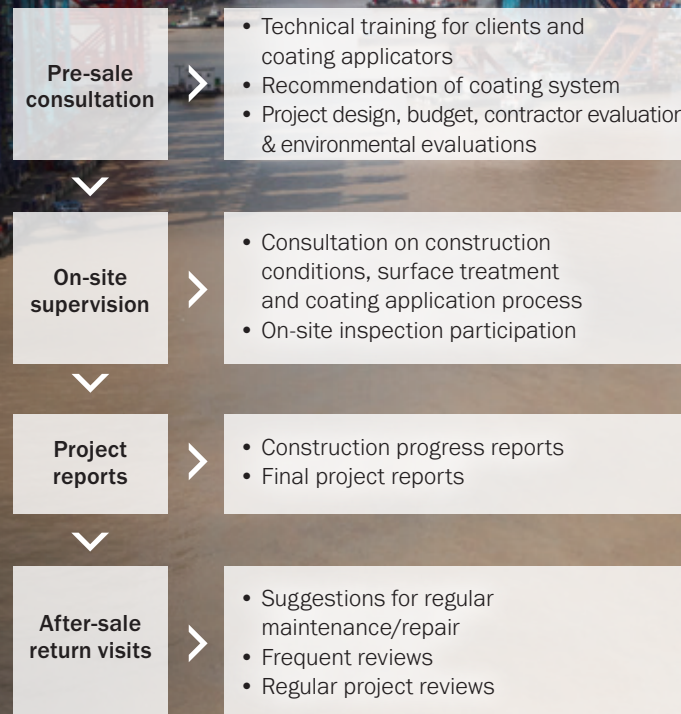 Pre-sale
consultation
• Technical training for clients and
coating applicators
• Recommendation of coating system
• Project design, budget, contractor evaluation
& environmental evaluations
On-site
supervision
• Consultation on construction
conditions, surface treatment
and coating application process
• On-site inspection participation
Project
reports
• Construction progress reports
• Final project reports
After-sale
return visits
• Suggestions for regular
maintenance/repair
• Frequent reviews
• Regular project reviews